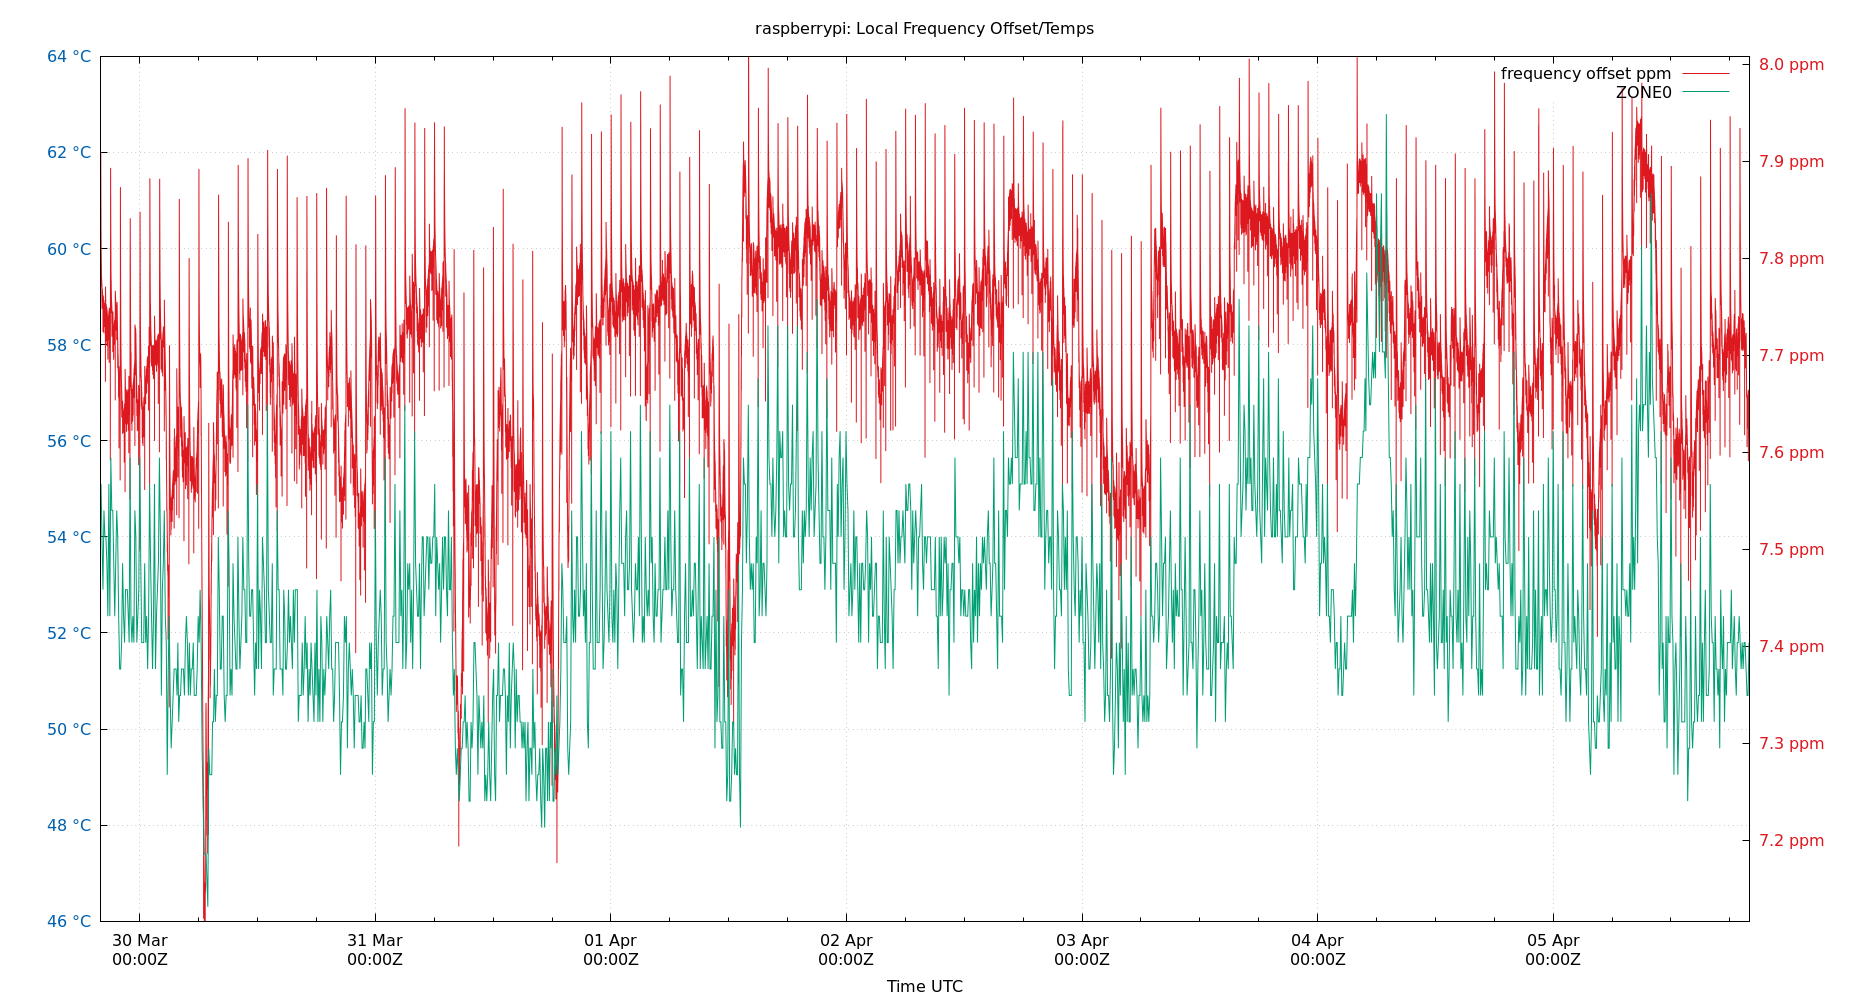 raspberrypi: Local Frequency Offset/Temps
frequency offset ppm
ZONE0
64 °C
62 °C
60 °C
58 °C
56 °C
54 °C
52 °C
50 °C
48 °C
46 °C
8.0 ppm
7.9 ppm
7.8 ppm
7.7 ppm
7.6 ppm
7.5 ppm
7.4 ppm
7.3 ppm
7.2 ppm
30 Mar
00:00Z
31 Mar
00:00Z
01 Apr
00:00Z
02 Apr
00:00Z
03 Apr
00:00Z
04 Apr
00:00Z
05 Apr
00:00Z
Time UTC